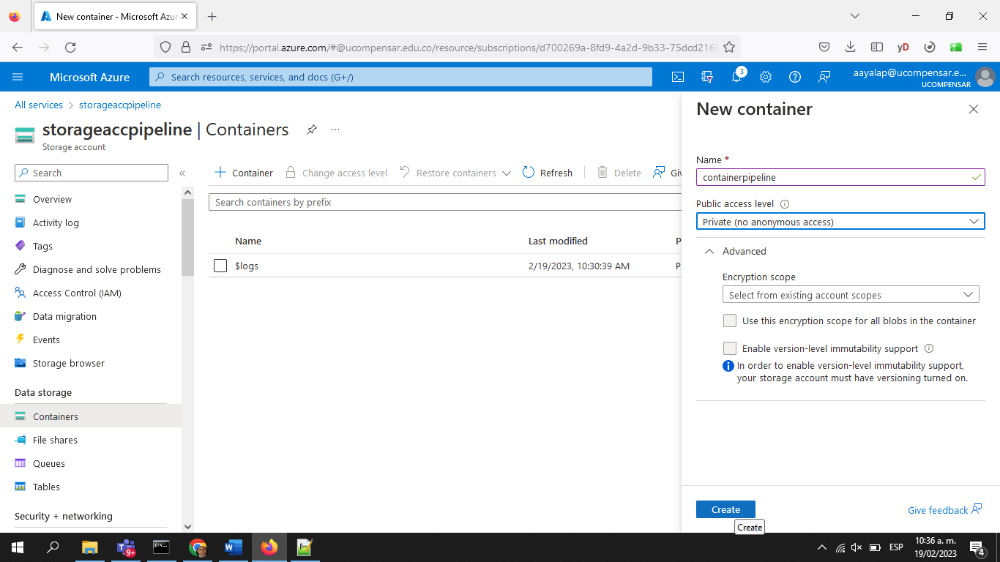 New container - Microsoft Azur
https://portal.azure.com/#@ucompensar.edu.co/resource/subscriptions/d700269a-8fd9-4a2d-9b33-75dcd216
yD
Microsoft Azure
Search resources, services, and docs (G+/)
3
aayalap@ucompensar.e...
UCOMPENSAR
All services > storageaccpipeline
storageaccpipeline | Containers
Storage account
Search
Overview
Activity log
Tags
Diagnose and solve problems
Access Control (IAM)
Data migration
Events
Storage browser
Data storage
Containers
File shares
Queues
Tables
Security + networking
Container
Change access level
Restore containers
Refresh
Delete
Giv
Search containers by prefix
Name Last modified P
$logs 2/19/2023, 10:30:39 AM P
New container
Name *
containerpipeline
Public access level
Private (no anonymous access)
Advanced
Encryption scope
Select from existing account scopes
Use this encryption scope for all blobs in the container
Enable version-level immutability support
In order to enable version-level immutability support,
your storage account must have versioning turned on.
Create
Give feedback
Create
9+
ESP
10:36 a. m.
19/02/2023
4